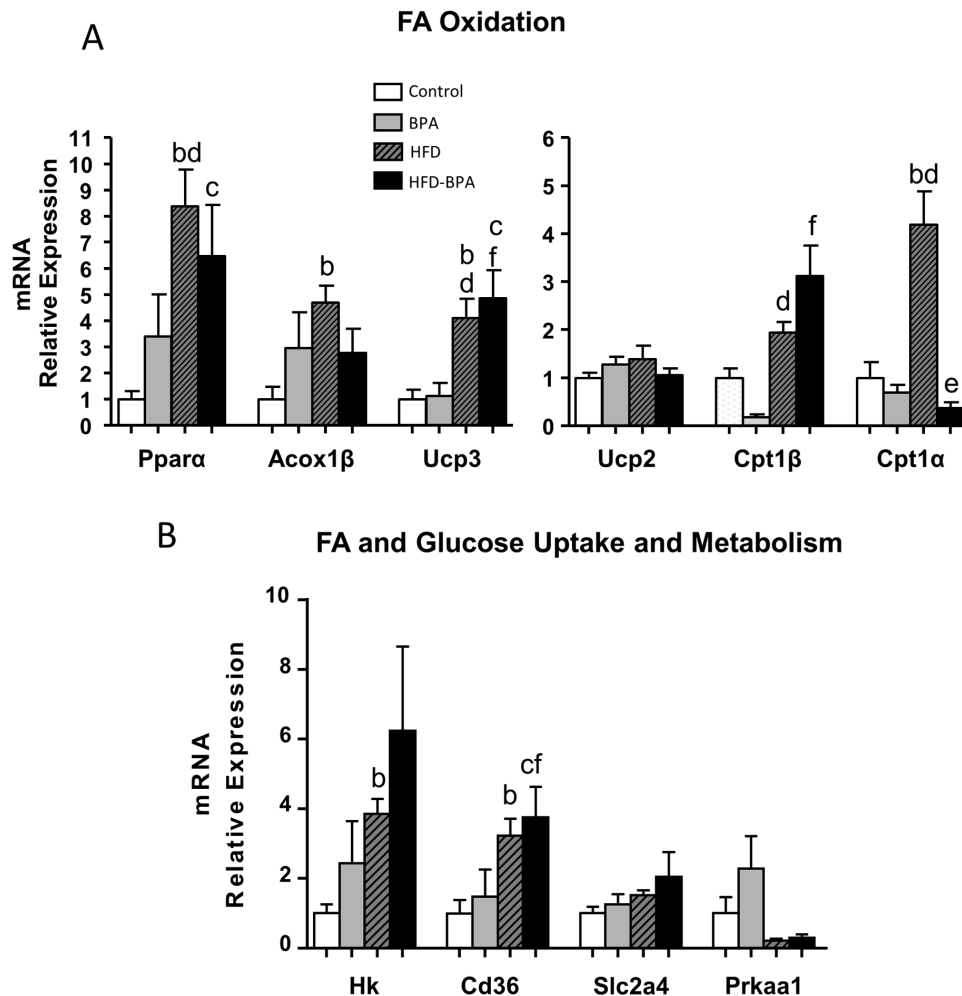 FA Oxidation
A
Control
BPA
HFD
HFD-BPA
mRNA
Relative Expression
11
10
9
8
7
6
5
4
3
2
1
0
bd
c
b
b
d
c
f
Pparα
Acox1β
Ucp3
6
5
4
3
2
1
0
d
f
bd
e
Ucp2
Cpt1β
Cpt1α
B
FA and Glucose Uptake and Metabolism
mRNA
Relative Expression
10
8
6
4
2
0
b
b
cf
Hk
Cd36
Slc2a4
Prkaa1